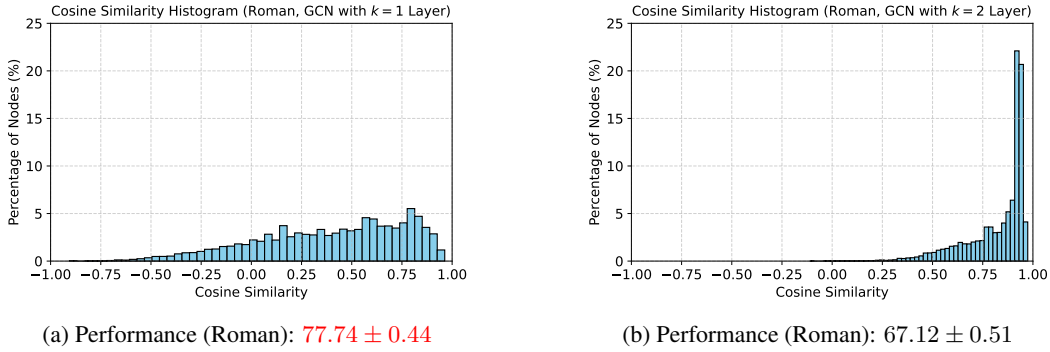 Cosine Similarity Histogram (Roman, GCN with k = 1 Layer)
25
20
15
10
5
0
Percentage of Nodes (%)
−1.00 −0.75 −0.50 −0.25 0.00 0.25 0.50 0.75 1.00
Cosine Similarity
(a) Performance (Roman): 77.74 ± 0.44
Cosine Similarity Histogram (Roman, GCN with k = 2 Layer)
25
20
15
10
5
0
Percentage of Nodes (%)
−1.00 −0.75 −0.50 −0.25 0.00 0.25 0.50 0.75 1.00
Cosine Similarity
(b) Performance (Roman): 67.12 ± 0.51